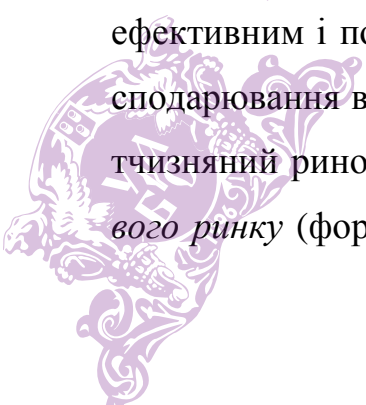 ефективним і по
сподарювання в
тчизняний рино
вого ринку (фор